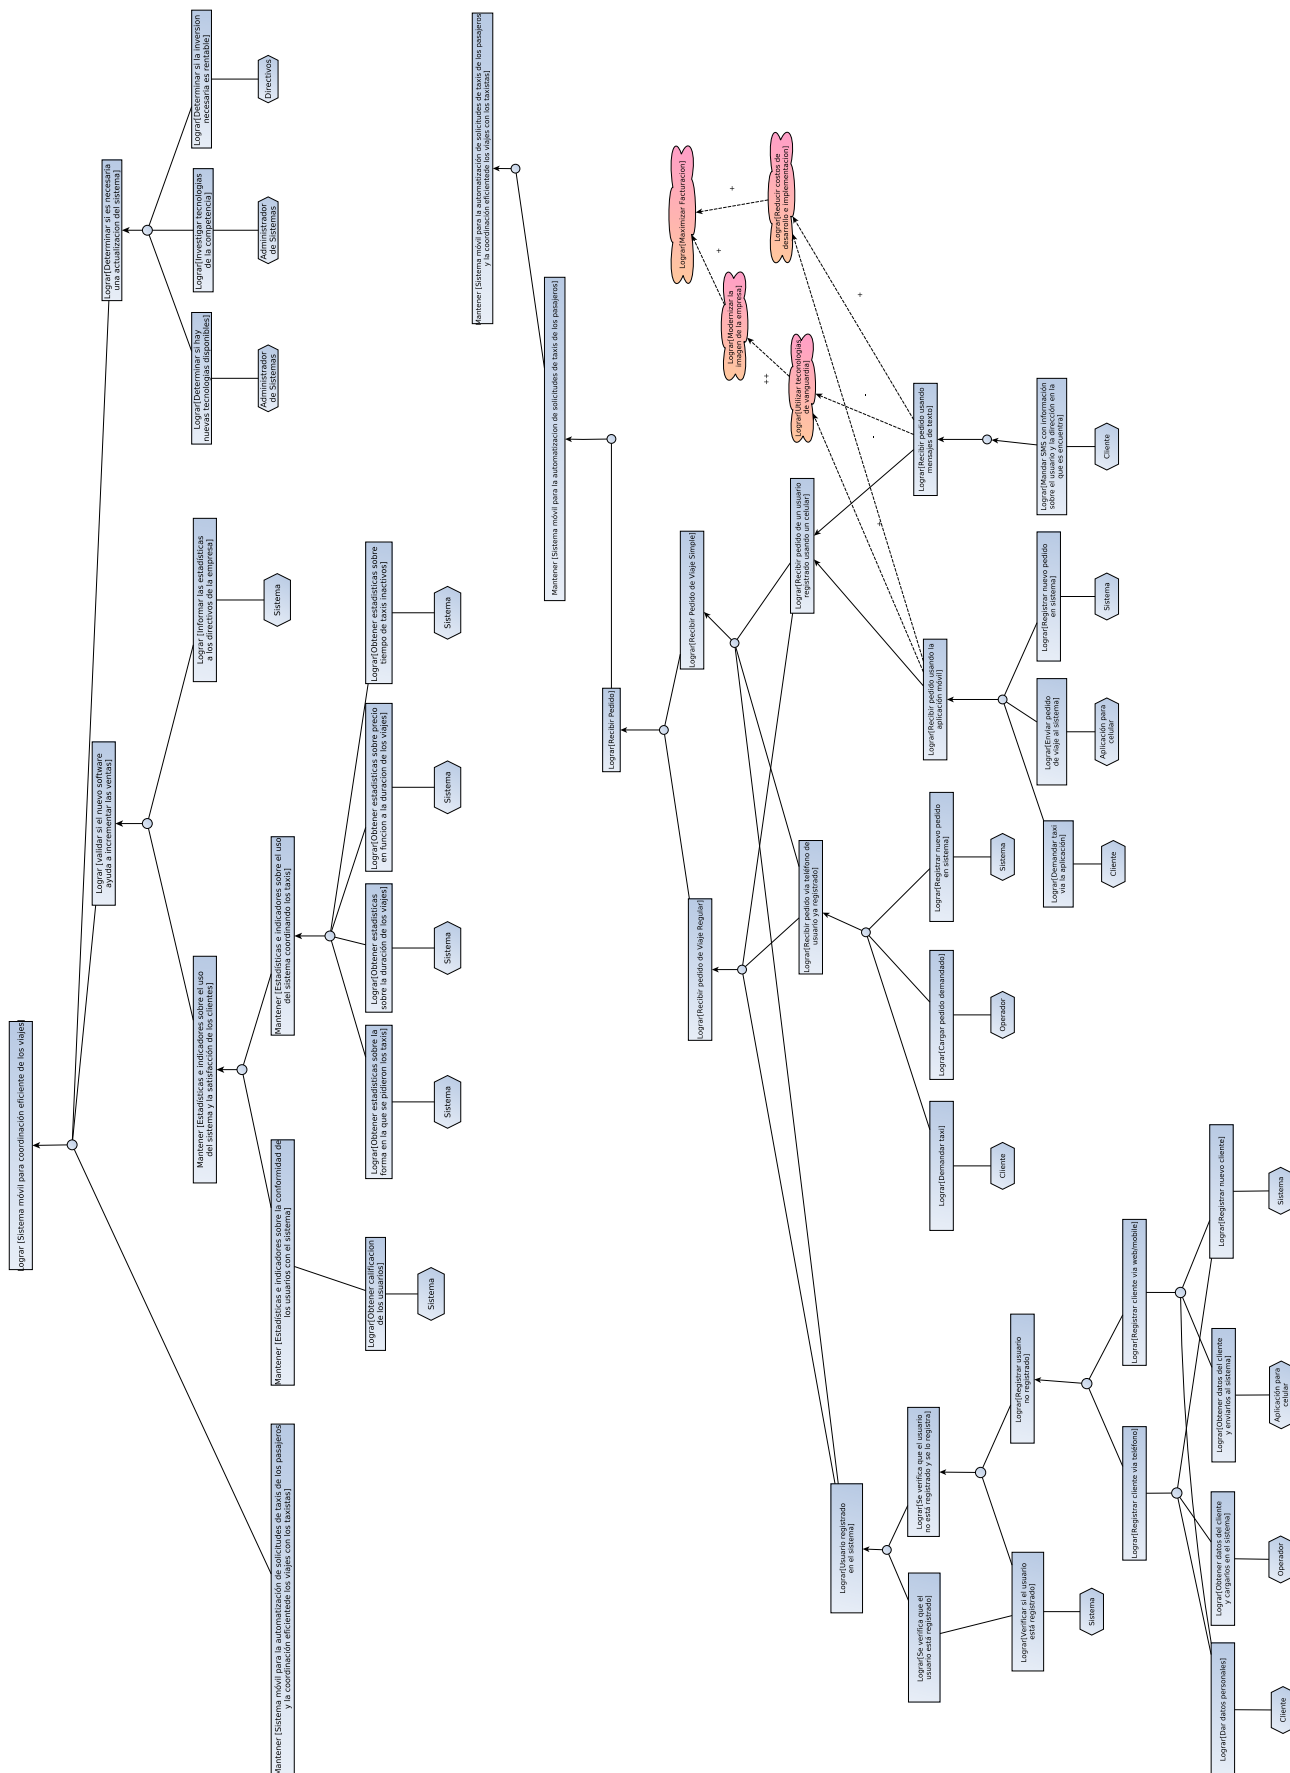 Lograr [Sistema móvil para coordinación eficiente de los viajes]
Lograr[Determinar si es necesaria
una actualizacion del sistema]
Lograr [validar si el nuevo software
ayuda a incrementar las ventas]
Mantener [Sistema móvil para la automatización de solicitudes de taxis de los pasajeros
y la coordinación eficientede los viajes con los taxistas]
Lograr[Determinar si hay
nuevas tecnologias disponibles]
Administrador
de Sistemas
Lograr[Investigar tecnologias
de la competencia]
Administrador
de Sistemas
Lograr[Determinar si la inversion
necesaria es rentable]
Directivos
Mantener [Estadísticas e indicadores sobre el uso
del sistema y la satisfacción de los clientes]
Lograr [Informar las estadísticas
a los directivos de la empresa]
Sistema
Mantener [Estadísticas e indicadores sobre la conformidad de
los usuarios con el sistema]
Mantener [Estadísticas e indicadores sobre el uso
del sistema coordinando los taxis]
Lograr[Obtener calificacion
de los usuarios]
Sistema
Lograr[Obtener estadísticas sobre la
forma en la que se pidieron los taxis]
Sistema
Lograr[Obtener estadísticas
sobre la duración de los viajes]
Sistema
Lograr[Obtener estadísticas sobre precio
en funcion a la duracion de los viajes]
Sistema
Lograr[Obtener estadísticas sobre
tiempo de taxis inactivos]
Sistema
Mantener [Sistema móvil para la automatización de solicitudes de taxis de los pasajeros
y la coordinación eficientede los viajes con los taxistas]
Mantener [Sistema móvil para la automatizacion de solicitudes de taxis de los pasajeros]
Lograr[Recibir Pedido]
Lograr[Recibir pedido de Viaje Regular]
Lograr[Recibir Pedido de Viaje Simple]
Lograr[Maximizar Facturacion]
Lograr[Modernizar la
imagen de la empresa]
Lograr[Reducir costos de
desarrollo e implementacion]
Lograr[Utilizar teconologias
de vanguardia]
+
+
++
+
-
-
+
Lograr[Usuario registrado
en el sistema]
Lograr[Recibir pedido via teléfono de
usuario ya registrado]
Lograr[Recibir pedido de un usuario
registrado usando un celular]
Lograr[Demandar taxi]
Cliente
Lograr[Cargar pedido demandado]
Operador
Lograr[Registrar nuevo pedido
en sistema]
Sistema
Lograr[Recibir pedido usando la
aplicación móvil]
Lograr[Recibir pedido usando
mensajes de texto]
Lograr[Demandar taxi
via la aplicación]
Cliente
Lograr[Enviar pedido
de viaje al sistema]
Aplicación para
celular
Lograr[Registrar nuevo pedido
en sistema]
Sistema
Lograr[Mandar SMS con información
sobre el usuario y la dirección en la
que es encuentra]
Cliente
Lograr[Se verifica que el
usuario está registrado]
Lograr[Se verifica que el usuario
no está registrado y se lo registra]
Lograr[Verificar si el usuario
está registrado]
Sistema
Lograr[Registrar usuario
no registrado]
Lograr[Registrar cliente via teléfono]
Lograr[Registrar cliente via web/mobile]
Lograr[Dar datos personales]
Cliente
Lograr[Obtener datos del cliente
y cargarlos en el sistema]
Operador
Lograr[Obtener datos del cliente
y enviarlos al sistema]
Aplicación para
celular
Lograr[Registrar nuevo cliente]
Sistema